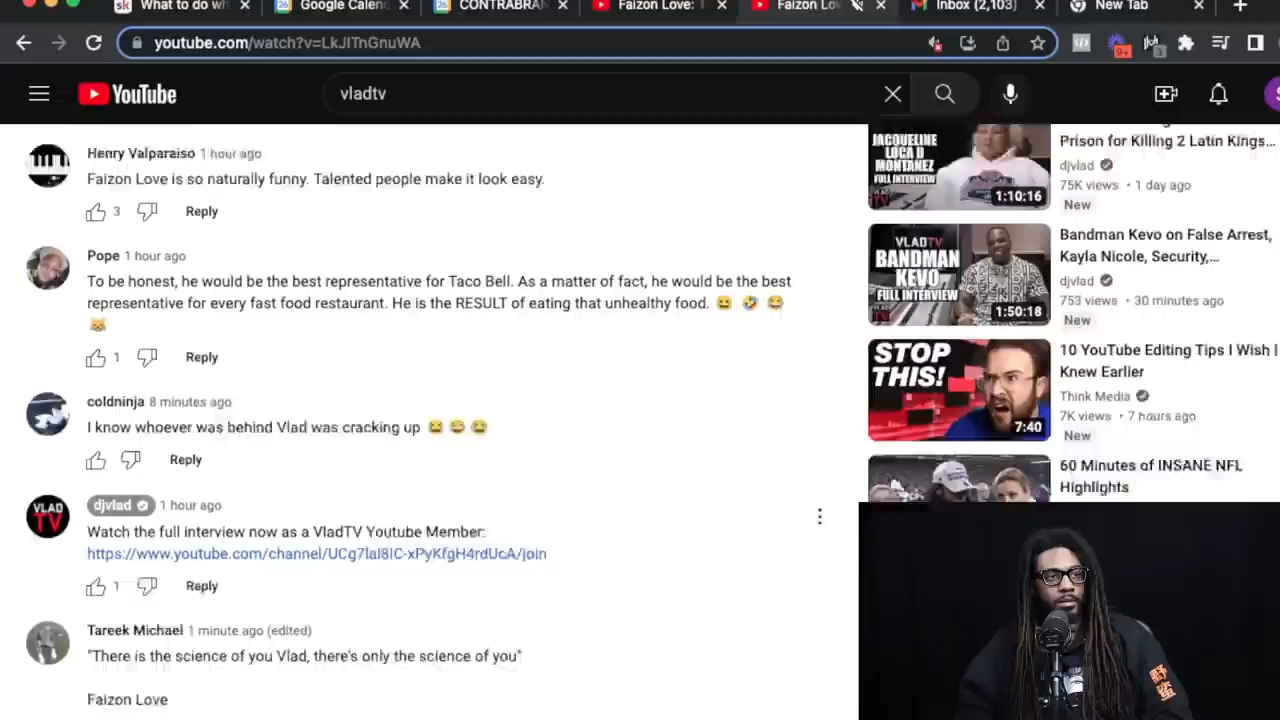 What to do wh
Google Calen
CONTRABRAN
Faizon Love: T
Faizon Lov
Inbox (2,103)
New Tab
youtube.com/watch?v=LkJITnGnuWA
YouTube
vladtv
Henry Valparaiso 1 hour ago
Faizon Love is so naturally funny. Talented people make it look easy.
3 Reply
Pope 1 hour ago
To be honest, he would be the best representative for Taco Bell. As a matter of fact, he would be the best
representative for every fast food restaurant. He is the RESULT of eating that unhealthy food. 😆 🤣 😂
😹
1 Reply
coldninja 8 minutes ago
I know whoever was behind Vlad was cracking up
Reply
VLAD
TV
djvlad 1 hour ago
Watch the full interview now as a VladTV Youtube Member:
https://www.youtube.com/channel/UCg7lal8IC-xPyKfgH4rdUcA/join
1 Reply
Tareek Michael 1 minute ago (edited)
"There is the science of you Vlad, there's only the science of you"
Faizon Love
JACQUELINE
LOCA D
MONTANEZ
FULL INTERVIEW
1:10:16
Prison for Killing 2 Latin Kings...
djvlad
75K views • 1 day ago
New
VLADTV
BANDMAN
KEVO
FULL INTERVIEW
1:50:18
Bandman Kevo on False Arrest,
Kayla Nicole, Security,...
djvlad
753 views • 30 minutes ago
New
STOP
THIS!
7:40
10 YouTube Editing Tips I Wish I
Knew Earlier
Think Media
7K views • 7 hours ago
New
60 Minutes of INSANE NFL
Highlights
野
蛮